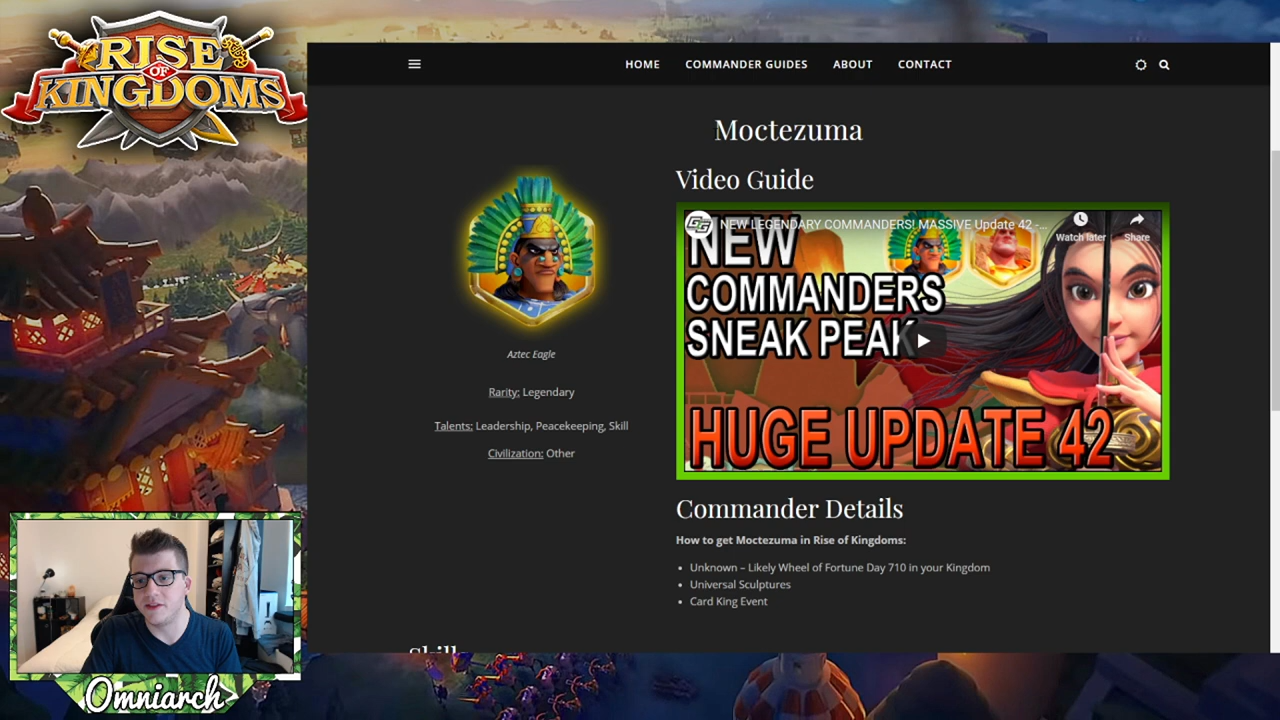 RISE
OF
KINGDOMS
HOME COMMANDER GUIDES ABOUT CONTACT
Moctezuma
Aztec Eagle
Rarity: Legendary
Talents: Leadership, Peacekeeping, Skill
Civilization: Other
Video Guide
GG NEW LEGENDARY COMMANDERS! MASSIVE Update 42 -...
Watch later Share
NEW
COMMANDERS
SNEAK PEAK
HUGE UPDATE 42
Commander Details
How to get Moctezuma in Rise of Kingdoms:
• Unknown – Likely Wheel of Fortune Day 710 in your Kingdom
• Universal Sculptures
• Card King Event
Omniarch